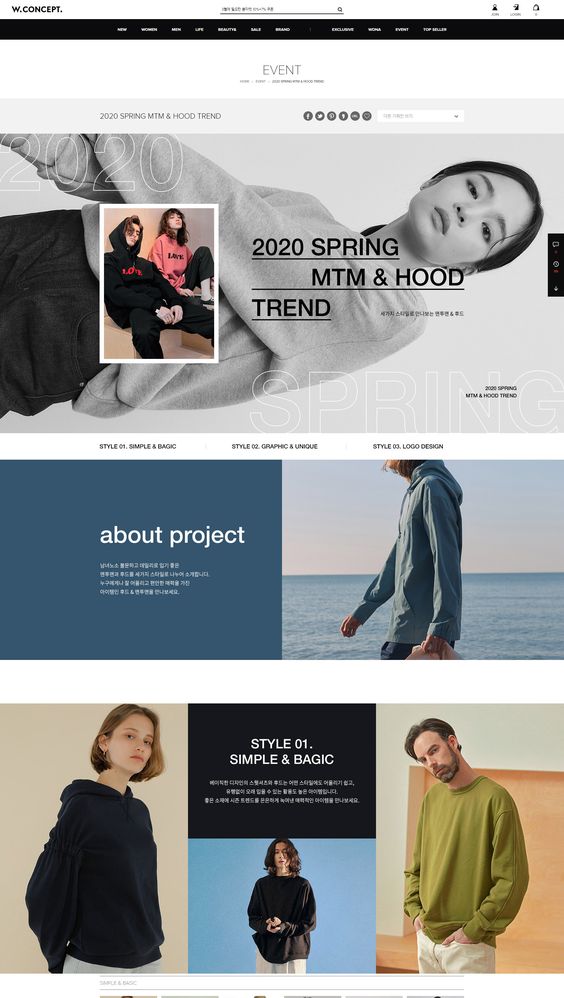 W.CONCEPT.
JOIN
LOGIN
0
NEW
WOMEN
MEN
LIFE
BEAUTY&
SALE
BRAND
EXCLUSIVE
WDNA
EVENT
TOP SELLER
EVENT
HOME
EVENT
2020 SPRING MTM & HOOD TREND
2020 SPRING MTM & HOOD TREND
2020
LOVE
LOVE
2020 SPRING
MTM & HOOD
TREND
세가지 스타일로 만나보는 맨투맨 & 후드
SPRING
2020 SPRING
MTM & HOOD TREND
STYLE 01. SIMPLE & BAGIC
STYLE 02. GRAPHIC & UNIQUE
STYLE 03. LOGO DESIGN
about project
남녀노소 불문하고 데일리로 입기 좋은
맨투맨과 후드를 세가지 스타일로 나누어 소개합니다.
누구에게나 잘 어울리고 편안한 매력을 가진
아이템인 후드 & 맨투맨을 만나보세요.
STYLE 01.
SIMPLE & BAGIC
베이직한 디자인의 스웻셔츠와 후드는 어떤 스타일에도 어울리기 쉽고,
유행없이 오래 입을 수 있는 활용도 높은 아이템입니다.
좋은 소재에 시즌 트렌드를 은은하게 녹여낸 매력적인 아이템을 만나보세요.
SIMPLE & BAGIC